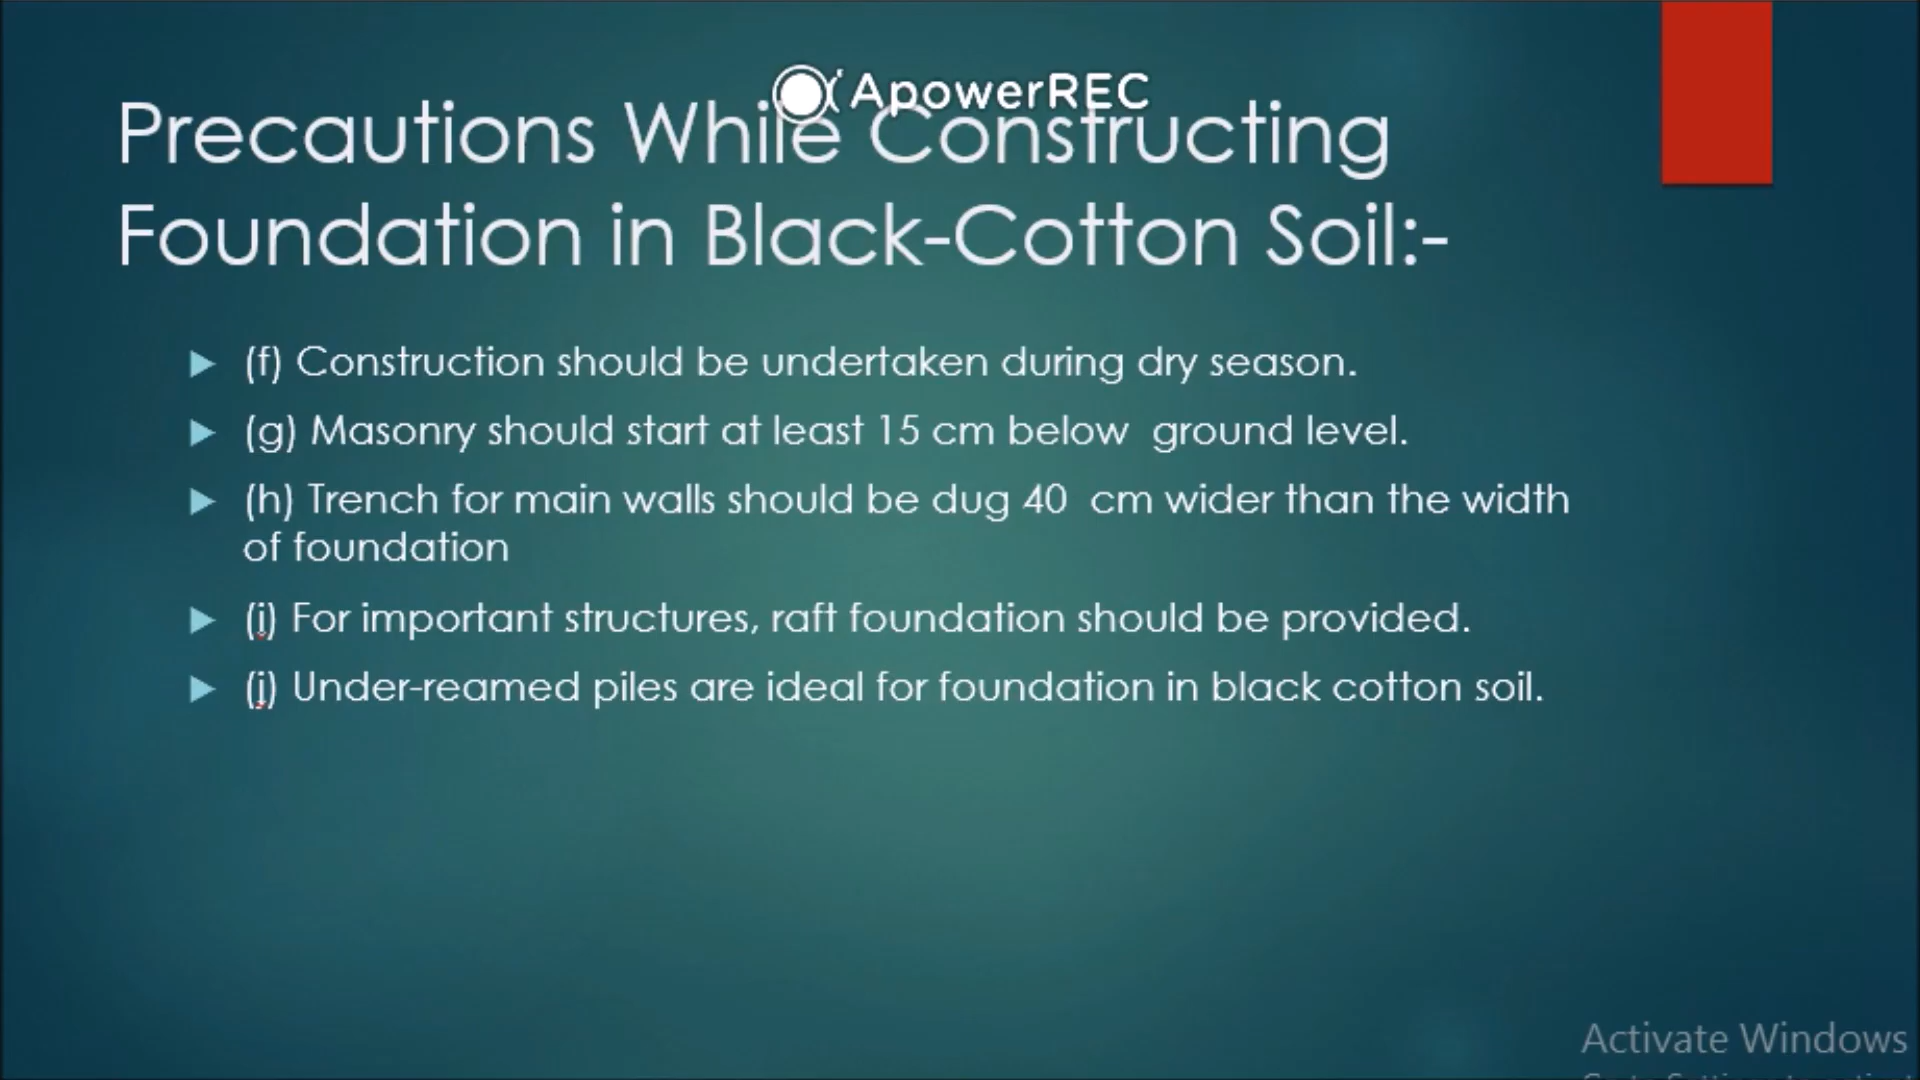 ApowerREC
Precautions While Constructing
Foundation in Black-Cotton Soil:-
(f) Construction should be undertaken during dry season.
(g) Masonry should start at least 15 cm below ground level.
(h) Trench for main walls should be dug 40 cm wider than the width
of foundation
(i) For important structures, raft foundation should be provided.
(j) Under-reamed piles are ideal for foundation in black cotton soil.
Activate Windows